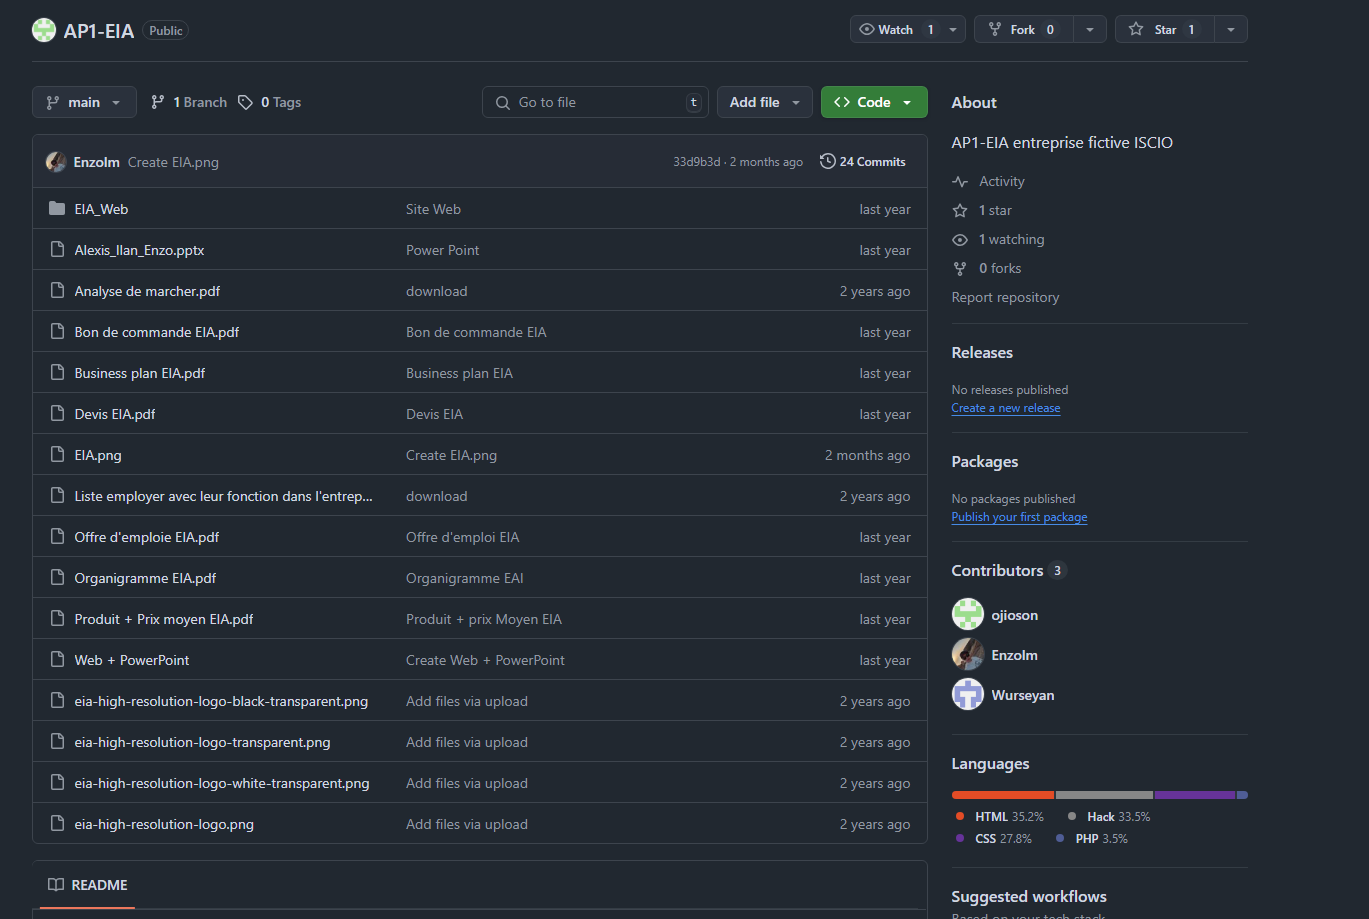 AP1-EIA Public Watch 1 Fork 0 Star 1
main 1 Branch 0 Tags Go to file t Add file Code
Enzolm Create EIA.png 33d9b3d · 2 months ago 24 Commits
EIA_Web Site Web last year
Alexis_Ilan_Enzo.pptx Power Point last year
Analyse de marcher.pdf download 2 years ago
Bon de commande EIA.pdf Bon de commande EIA last year
Business plan EIA.pdf Business plan EIA last year
Devis EIA.pdf Devis EIA last year
EIA.png Create EIA.png 2 months ago
Liste employer avec leur fonction dans l'entrep... download 2 years ago
Offre d'emploie EIA.pdf Offre d'emploi EIA last year
Organigramme EIA.pdf Organigramme EAI last year
Produit + Prix moyen EIA.pdf Produit + prix Moyen EIA last year
Web + PowerPoint Create Web + PowerPoint last year
eia-high-resolution-logo-black-transparent.png Add files via upload 2 years ago
eia-high-resolution-logo-transparent.png Add files via upload 2 years ago
eia-high-resolution-logo-white-transparent.png Add files via upload 2 years ago
eia-high-resolution-logo.png Add files via upload 2 years ago
README
About
AP1-EIA entreprise fictive ISCIO
Activity
1 star
1 watching
0 forks
Report repository
Releases
No releases published
Create a new release
Packages
No packages published
Publish your first package
Contributors 3
ojioson
Enzolm
Wurseyan
Languages
HTML 35.2% Hack 33.5%
CSS 27.8% PHP 3.5%
Suggested workflows
Based on your tech stack